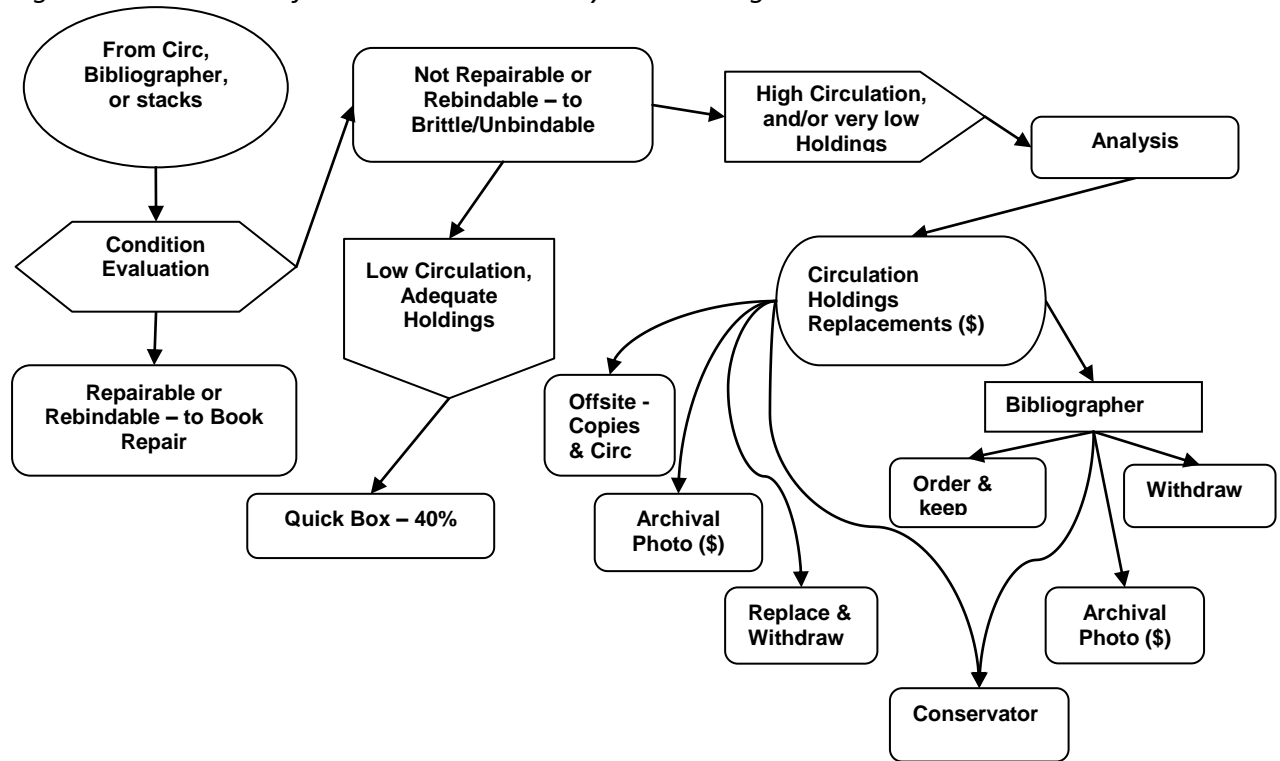 From Circ,
Bibliographer,
or stacks
Not Repairable or
Rebindable – to
Brittle/Unbindable
High Circulation,
and/or very low
Holdings
Analysis
Condition
Evaluation
Low Circulation,
Adequate
Holdings
Circulation
Holdings
Replacements ($)
Repairable or
Rebindable – to Book
Repair
Offsite -
Copies
& Circ
Bibliographer
Order &
keep
Withdraw
Quick Box – 40%
Archival
Photo ($)
Replace &
Withdraw
Archival
Photo ($)
Conservator